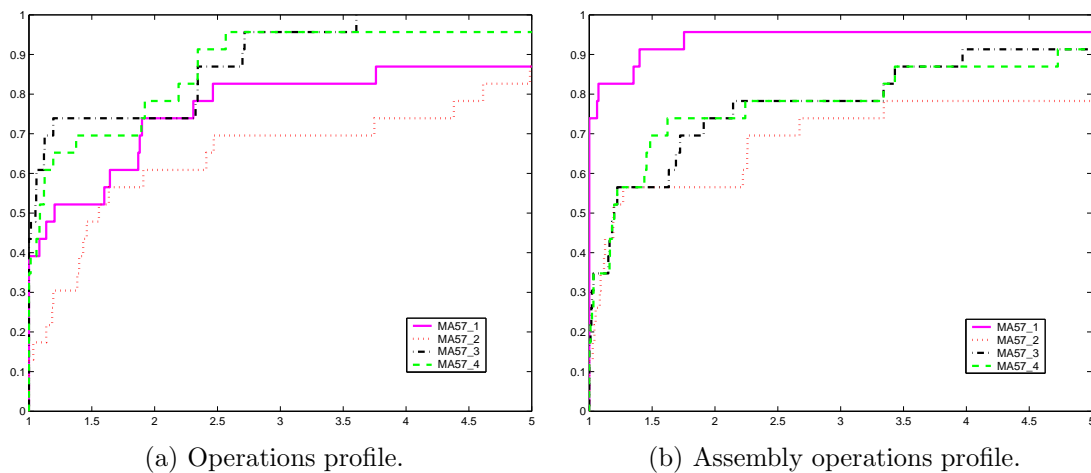 1
0.9
0.8
0.7
0.6
0.5
0.4
0.3
0.2
0.1
0
1 1.5 2 2.5 3 3.5 4 4.5 5
MA57_1
MA57_2
MA57_3
MA57_4
(a) Operations profile.
1
0.9
0.8
0.7
0.6
0.5
0.4
0.3
0.2
0.1
0
1 1.5 2 2.5 3 3.5 4 4.5 5
MA57_1
MA57_2
MA57_3
MA57_4
(b) Assembly operations profile.